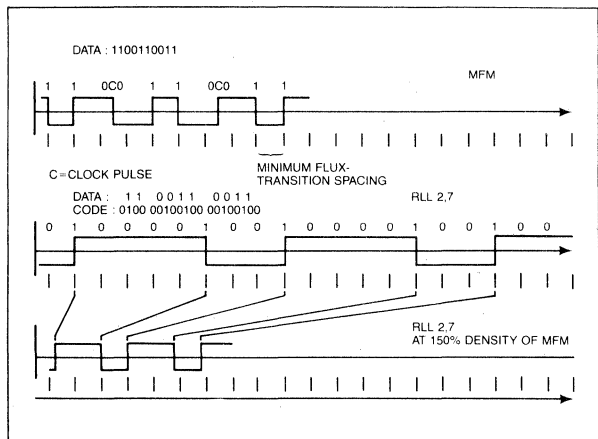 DATA : 1100110011
1 1 0C0 1 1 0C0 1 1
MFM
C=CLOCK PULSE
MINIMUM FLUX-
TRANSITION SPACING
DATA : 1 1 0 0 1 1 0 0 1 1
CODE : 0100 00100100 00100100
RLL 2,7
0 1 0 0 0 0 1 0 0 1 0 0 0 0 1 0 0 1 0 0
RLL 2,7
AT 150% DENSITY OF MFM